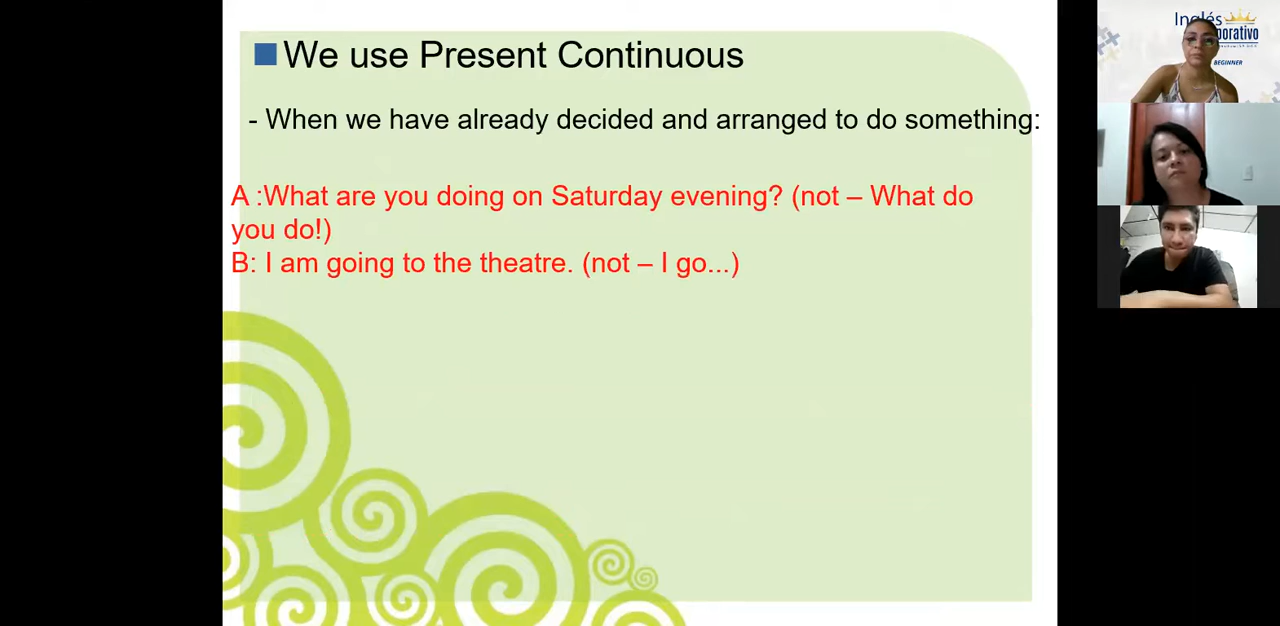 We use Present Continuous
- When we have already decided and arranged to do something:
A :What are you doing on Saturday evening? (not – What do
you do!)
B: I am going to the theatre. (not – I go...)
Inglés
porativo
BEGINNER